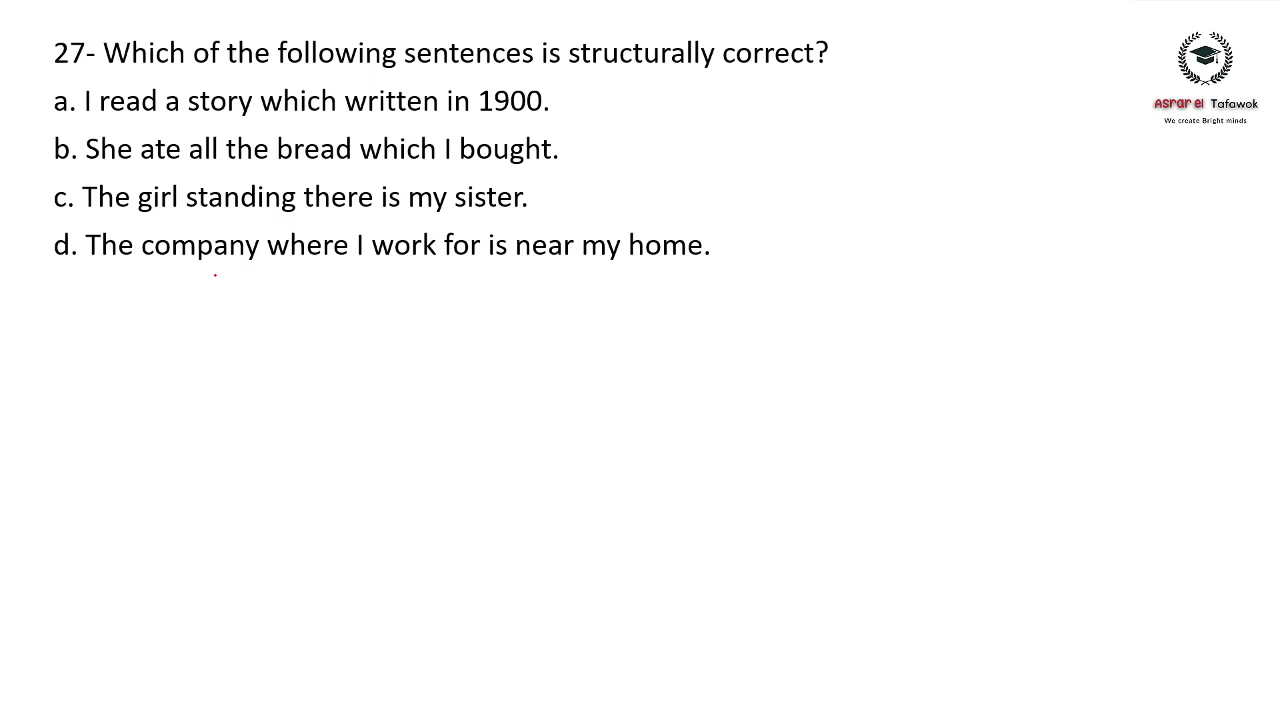 27- Which of the following sentences is structurally correct?
a. I read a story which written in 1900.
b. She ate all the bread which I bought.
c. The girl standing there is my sister.
d. The company where I work for is near my home.
Asrar el Tafawok
We create Bright minds